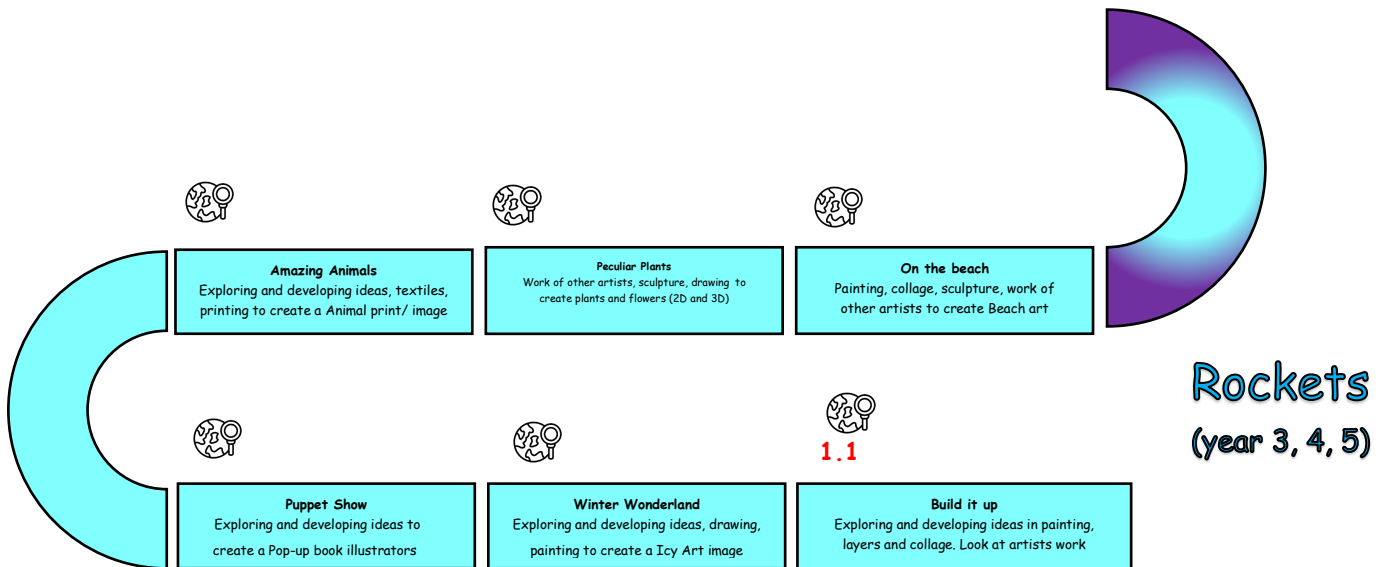 Amazing Animals
Exploring and developing ideas, textiles,
printing to create a Animal print/ image
Peculiar Plants
Work of other artists, sculpture, drawing to
create plants and flowers (2D and 3D)
On the beach
Painting, collage, sculpture, work of
other artists to create Beach art
Rockets
(year 3, 4, 5)
1.1
Puppet Show
Exploring and developing ideas to
create a Pop-up book illustrators
Winter Wonderland
Exploring and developing ideas, drawing,
painting to create a Icy Art image
Build it up
Exploring and developing ideas in painting,
layers and collage. Look at artists work